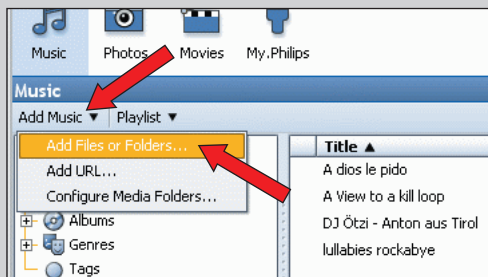 Music Photos Movies My.Philips
Music
Add Music ▼ Playlist ▼
Add Files or Folders...
Add URL...
Configure Media Folders...
Albums
Genres
Tags
Title ▲
A dios le pido
A View to a kill loop
DJ Ötzi - Anton aus Tirol
lullabies rockabye